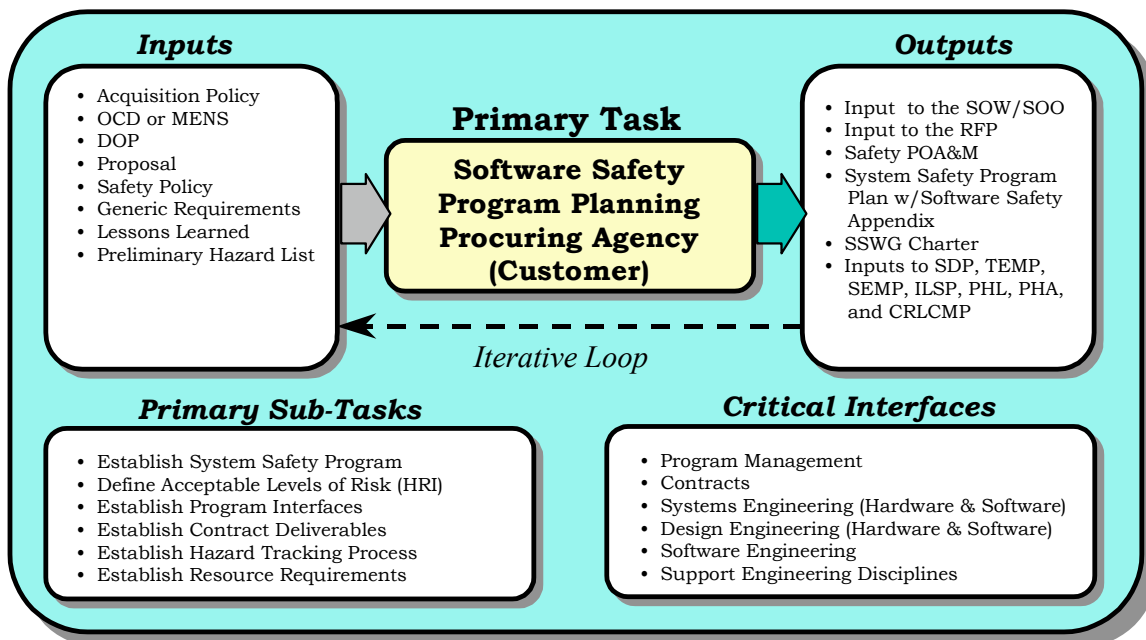 Inputs
• Acquisition Policy
• OCD or MENS
• DOP
• Proposal
• Safety Policy
• Generic Requirements
• Lessons Learned
• Preliminary Hazard List
Primary Task
Software Safety
Program Planning
Procuring Agency
(Customer)
Iterative Loop
Outputs
• Input to the SOW/SOO
• Input to the RFP
• Safety POA&M
• System Safety Program
Plan w/Software Safety
Appendix
• SSWG Charter
• Inputs to SDP, TEMP,
SEMP, ILSP, PHL, PHA,
and CRLCMP
Primary Sub-Tasks
• Establish System Safety Program
• Define Acceptable Levels of Risk (HRI)
• Establish Program Interfaces
• Establish Contract Deliverables
• Establish Hazard Tracking Process
• Establish Resource Requirements
Critical Interfaces
• Program Management
• Contracts
• Systems Engineering (Hardware & Software)
• Design Engineering (Hardware & Software)
• Software Engineering
• Support Engineering Disciplines